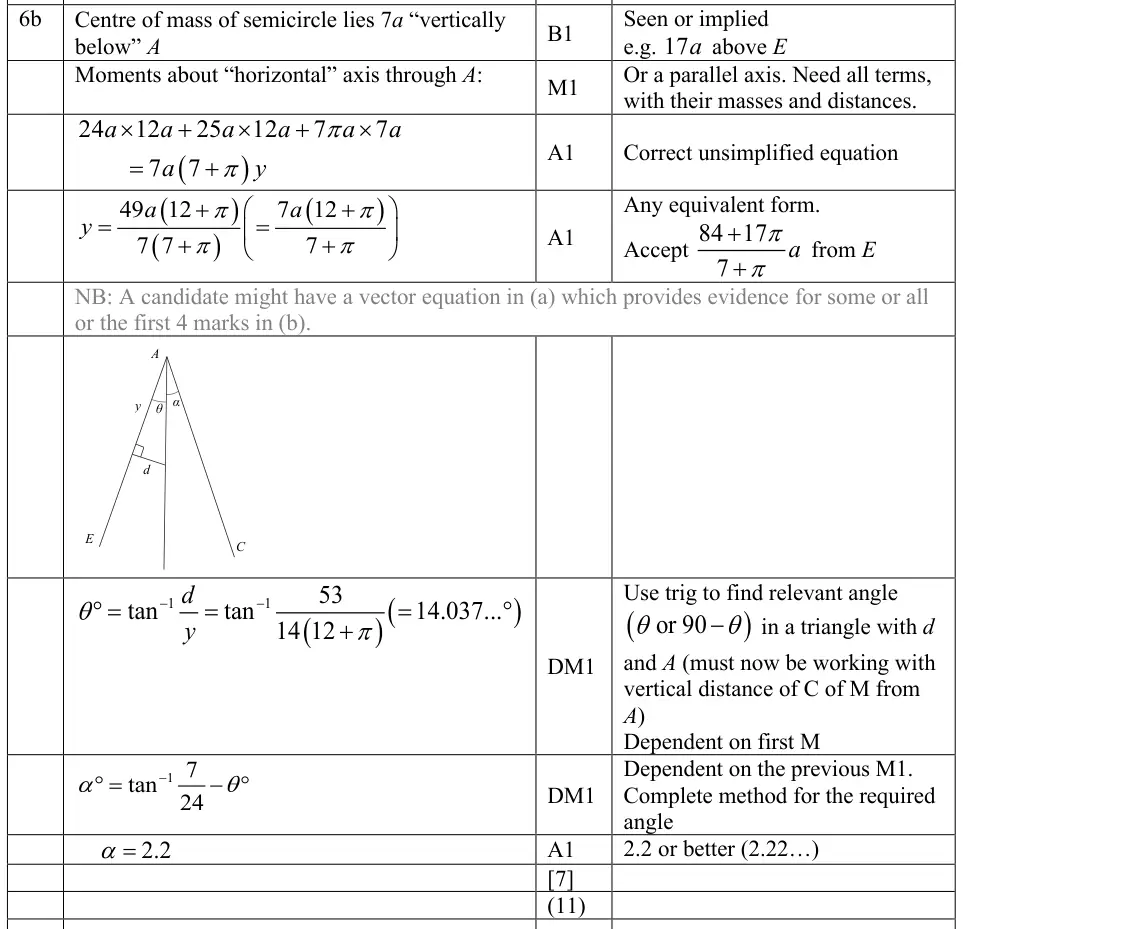 6b Centre of mass of semicircle lies 7a “vertically below” A B1 Seen or implied
e.g. 17a above E
Moments about “horizontal” axis through A: M1 Or a parallel axis. Need all terms,
with their masses and distances.
24a×12a + 25a×12a + 7πa×7a
= 7a(7+π)y A1 Correct unsimplified equation
y = 49a(12+π)/7(7+π) (= 7a(12+π)/7+π) A1 Any equivalent form.
Accept 84+17π/7+π a from E
NB: A candidate might have a vector equation in (a) which provides evidence for some or all
or the first 4 marks in (b).
A
y θ α
d
E
C
θ° = tan⁻¹ d/y = tan⁻¹ 53/14(12+π) (=14.037...°) DM1 Use trig to find relevant angle
(θ or 90−θ) in a triangle with d
and A (must now be working with
vertical distance of C of M from
A)
Dependent on first M
α° = tan⁻¹ 7/24 − θ° DM1 Dependent on the previous M1.
Complete method for the required
angle
α = 2.2 A1 2.2 or better (2.22…)
[7]
(11)